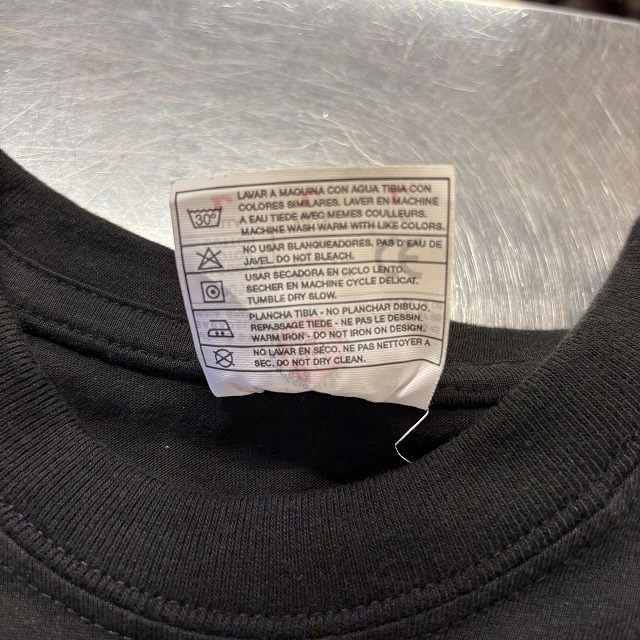 LAVAR A MAQUINA CON AGUA TIBIA CON
COLORES SIMILARES. LAVER EN MACHINE
A EAU TIEDE AVEC MEMES COULLEURS.
MACHINE WASH WARM WITH LIKE COLORS.
30°
NO USAR BLANQUEADORES. PAS D'EAU DE
JAVEL. DO NOT BLEACH.
USAR SECADORA EN CICLO LENTO.
SECHER EN MACHINE CYCLE DELICAT.
TUMBLE DRY SLOW.
PLANCHA TIBIA - NO PLANCHAR DIBUJO.
REPASSAGE TIEDE - NE PAS LE DESSIN.
WARM IRON - DO NOT IRON ON DESIGN.
NO LAVAR EN SECO. NE PAS NETTOYER A
SEC. DO NOT DRY CLEAN.